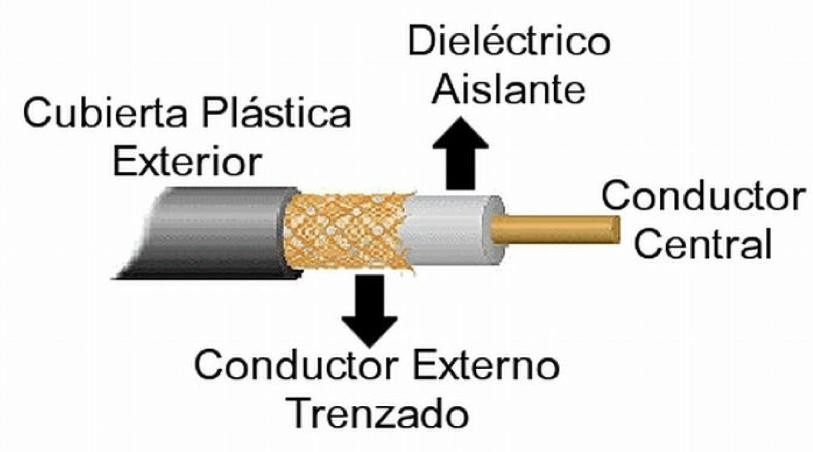 Dieléctrico
Aislante
Cubierta Plástica
Exterior
Conductor
Central
Conductor Externo
Trenzado